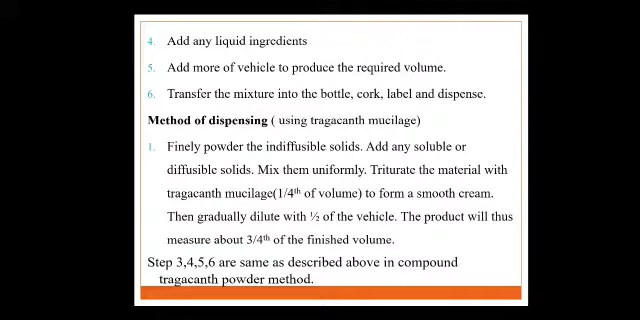 4. Add any liquid ingredients
5. Add more of vehicle to produce the required volume.
6. Transfer the mixture into the bottle, cork, label and dispense.
Method of dispensing ( using tragacanth mucilage)
1. Finely powder the indiffusible solids. Add any soluble or
diffusible solids. Mix them uniformly. Triturate the material with
tragacanth mucilage(1/4th of volume) to form a smooth cream.
Then gradually dilute with ½ of the vehicle. The product will thus
measure about 3/4th of the finished volume.
Step 3,4,5,6 are same as described above in compound
tragacanth powder method.